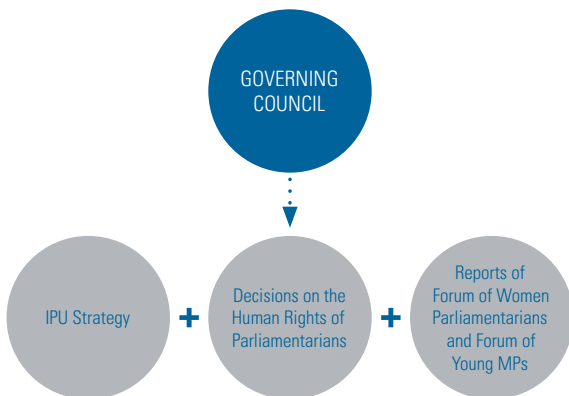 GOVERNING
COUNCIL
IPU Strategy
+
Decisions on the
Human Rights of
Parliamentarians
+
Reports of
Forum of Women
Parliamentarians
and Forum of
Young MPs